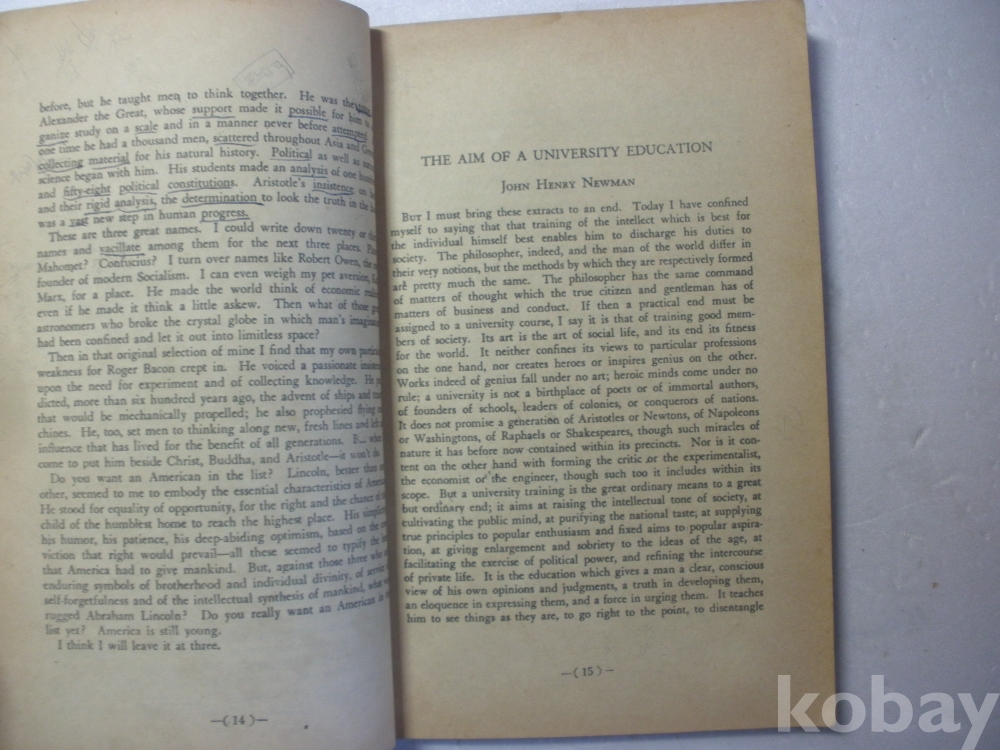 before, but he taught men to think together. He was the
Alexander the Great, whose support made it possible for him
ganize study on a scale and in a manner never before attempted
one time he had a thousand men, scattered throughout Asia and
collecting material for his natural history. Political as well as
science began with him. His students made an analysis of one
and fifty-eight political constitutions. Aristotle's insistence on
and their rigid analysis, the determination to look the truth in the
was a vast new step in human progress.
These are three great names. I could write down twenty or
names and vacillate among them for the next three places.
Mahomet? Confucius? I turn over names like Robert Owen, the
founder of modern Socialism. I can even weigh my pet aversion,
Marx, for a place. He made the world think of economic
even if he made it think a little askew. Then what of those
astronomers who broke the crystal globe in which man's
had been confined and let it out into limitless space?
Then in that original selection of mine I find that my own
weakness for Roger Bacon crept in. He voiced a passionate
upon the need for experiment and of collecting knowledge. He
dicted, more than six hundred years ago, the advent of ships and
that would be mechanically propelled; he also prophesied flying
chines. He, too, set men to thinking along new, fresh lines and left
influence that has lived for the benefit of all generations. what
come to put him beside Christ, Buddha, and Aristotle—it won't
Do you want an American in the list? Lincoln, better than
other, seemed to me to embody the essential characteristics of
He stood for equality of opportunity, for the right and the chance of
child of the humblest home to reach the highest place. His
his humor, his patience, his deep-abiding optimism, based on the
viction that right would prevail—all these seemed to typify the
that America had to give mankind. But, against those three who
enduring symbols of brotherhood and individual divinity, of service
self-forgetfulness and of the intellectual synthesis of mankind, what
rugged Abraham Lincoln? Do you really want an American in
list yet? America is still young.
I think I will leave it at three.
—( 14 )—
THE AIM OF A UNIVERSITY EDUCATION
JOHN HENRY NEWMAN
BUT I must bring these extracts to an end. Today I have confined
myself to saying that that training of the intellect which is best for
the individual himself best enables him to discharge his duties to
society. The philosopher, indeed, and the man of the world differ in
their very notions, but the methods by which they are respectively formed
are pretty much the same. The philosopher has the same command
of matters of thought which the true citizen and gentleman has of
matters of business and conduct. If then a practical end must be
assigned to a university course, I say it is that of training good mem-
bers of society. Its art is the art of social life, and its end its fitness
for the world. It neither confines its views to particular professions
on the one hand, nor creates heroes or inspires genius on the other.
Works indeed of genius fall under no art; heroic minds come under no
rule; a university is not a birthplace of poets or of immortal authors,
of founders of schools, leaders of colonies, or conquerors of nations.
It does not promise a generation of Aristotles or Newtons, of Napoleons
or Washingtons, of Raphaels or Shakespeares, though such miracles of
nature it has before now contained within its precincts. Nor is it con-
tent on the other hand with forming the critic or the experimentalist,
the economist or the engineer, though such too it includes within its
scope. But a university training is the great ordinary means to a great
but ordinary end; it aims at raising the intellectual tone of society, at
cultivating the public mind, at purifying the national taste; at supplying
true principles to popular enthusiasm and fixed aims to popular aspira-
tion, at giving enlargement and sobriety to the ideas of the age, at
facilitating the exercise of political power, and refining the intercourse
of private life. It is the education which gives a man a clear, conscious
view of his own opinions and judgments, a truth in developing them,
an eloquence in expressing them, and a force in urging them. It teaches
him to see things as they are, to go right to the point, to disentangle
—( 15 )—
kobay